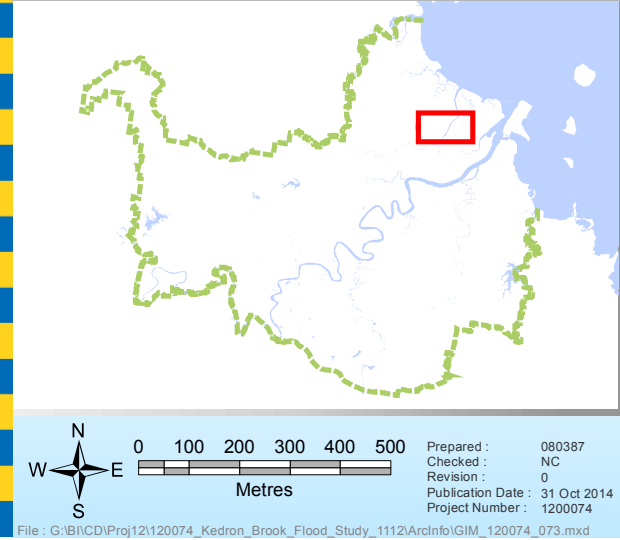 N
W E
S
0 100 200 300 400 500
Metres
Prepared : 080387
Checked : NC
Revision : 0
Publication Date : 31 Oct 2014
Project Number : 1200074
File : G:\BI\CD\Proj12\120074_Kedron_Brook_Flood_Study_1112\ArcInfo\GIM_120074_073.mxd